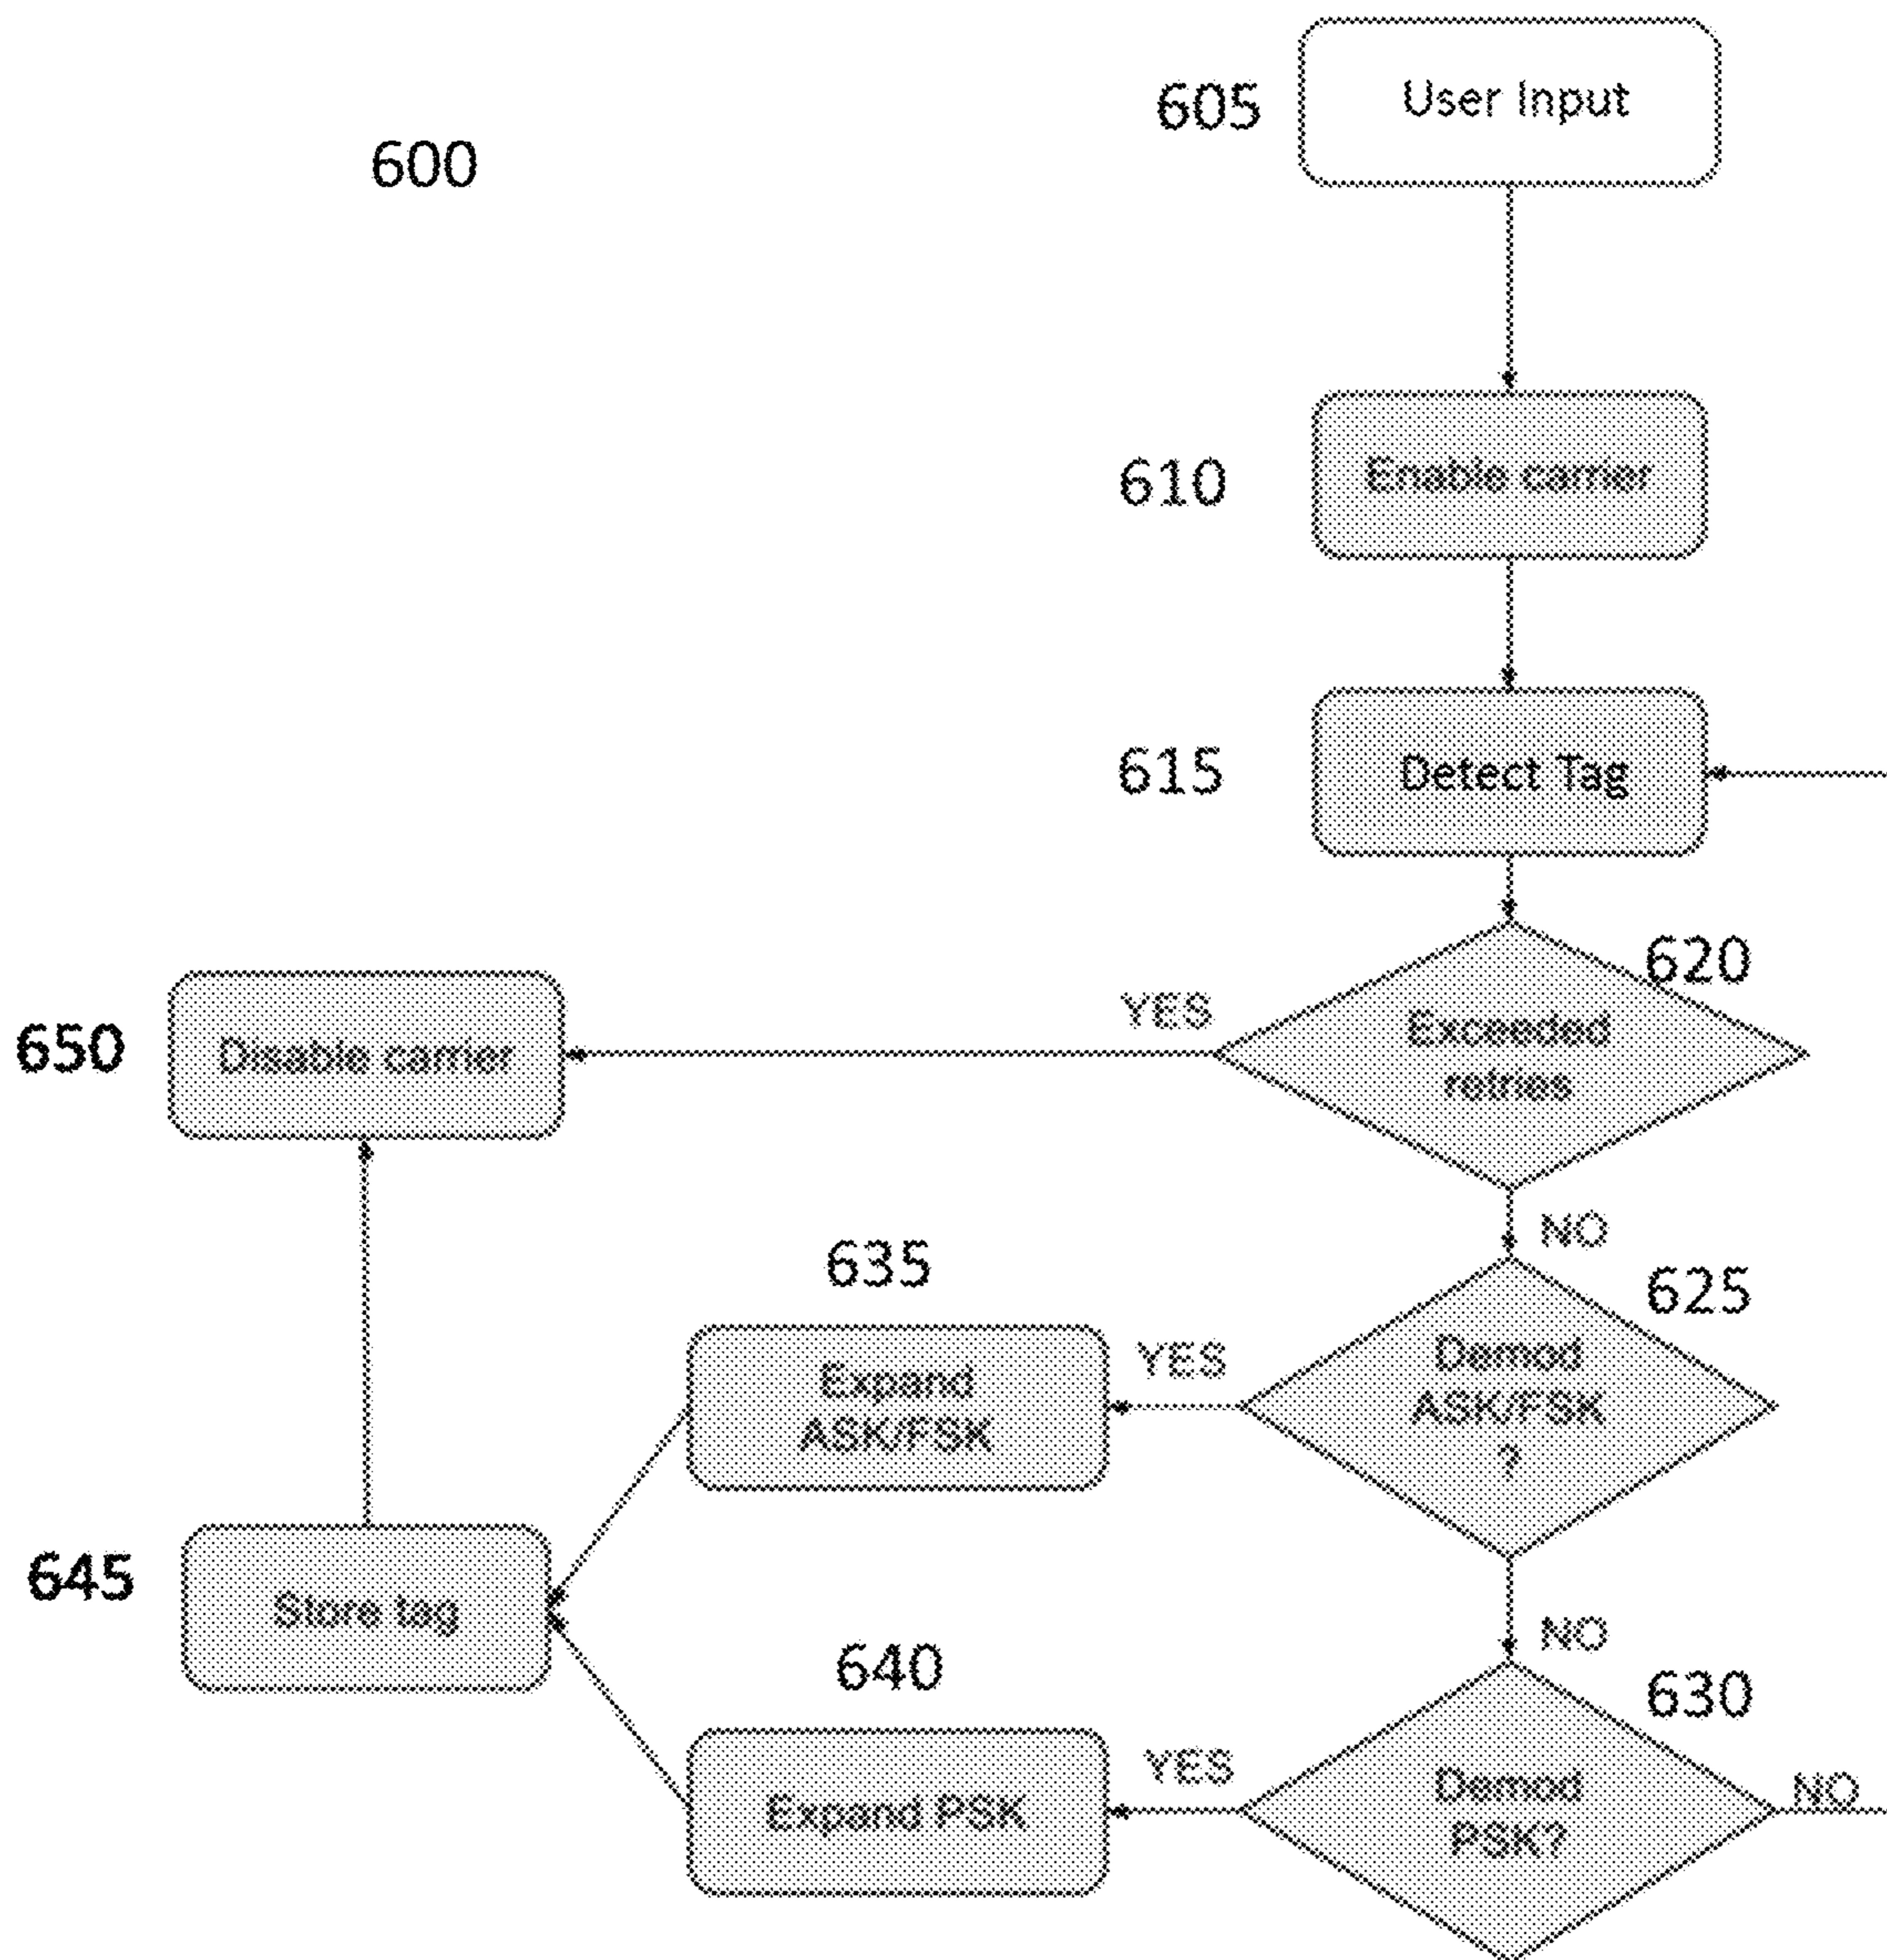 605
User Input
600
610
Enable carrier
615
Detect Tag
620
YES
Exceeded
retries
650
Disable carrier
NO
635
625
Expand
ASK/FSK
YES
Demod
ASK/FSK
?
645
Store tag
NO
640
630
Expand PSK
YES
Demod
PSK?
NO